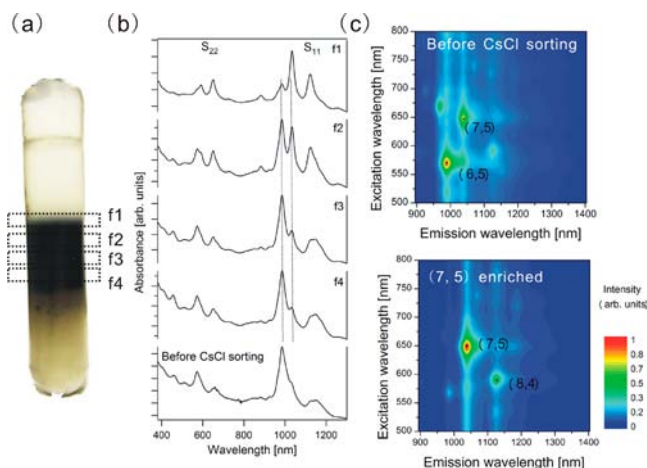 (a)
f1
f2
f3
f4
(b)
S22
S11
f1
f2
f3
f4
Before CsCl sorting
Absorbance [arb. units]
400 600 800 1000 1200
Wavelength [nm]
(c)
Before CsCl sorting
(7,5)
(6,5)
Excitation wavelength [nm]
800
750
700
650
600
550
500
900 1000 1100 1200 1300 1400
Emission wavelength [nm]
(7, 5) enriched
(7,5)
(8,4)
Excitation wavelength [nm]
800
750
700
650
600
550
500
900 1000 1100 1200 1300 1400
Emission wavelength [nm]
Intensity
(arb. units)
1
0.8
0.7
0.5
0.3
0.2
0